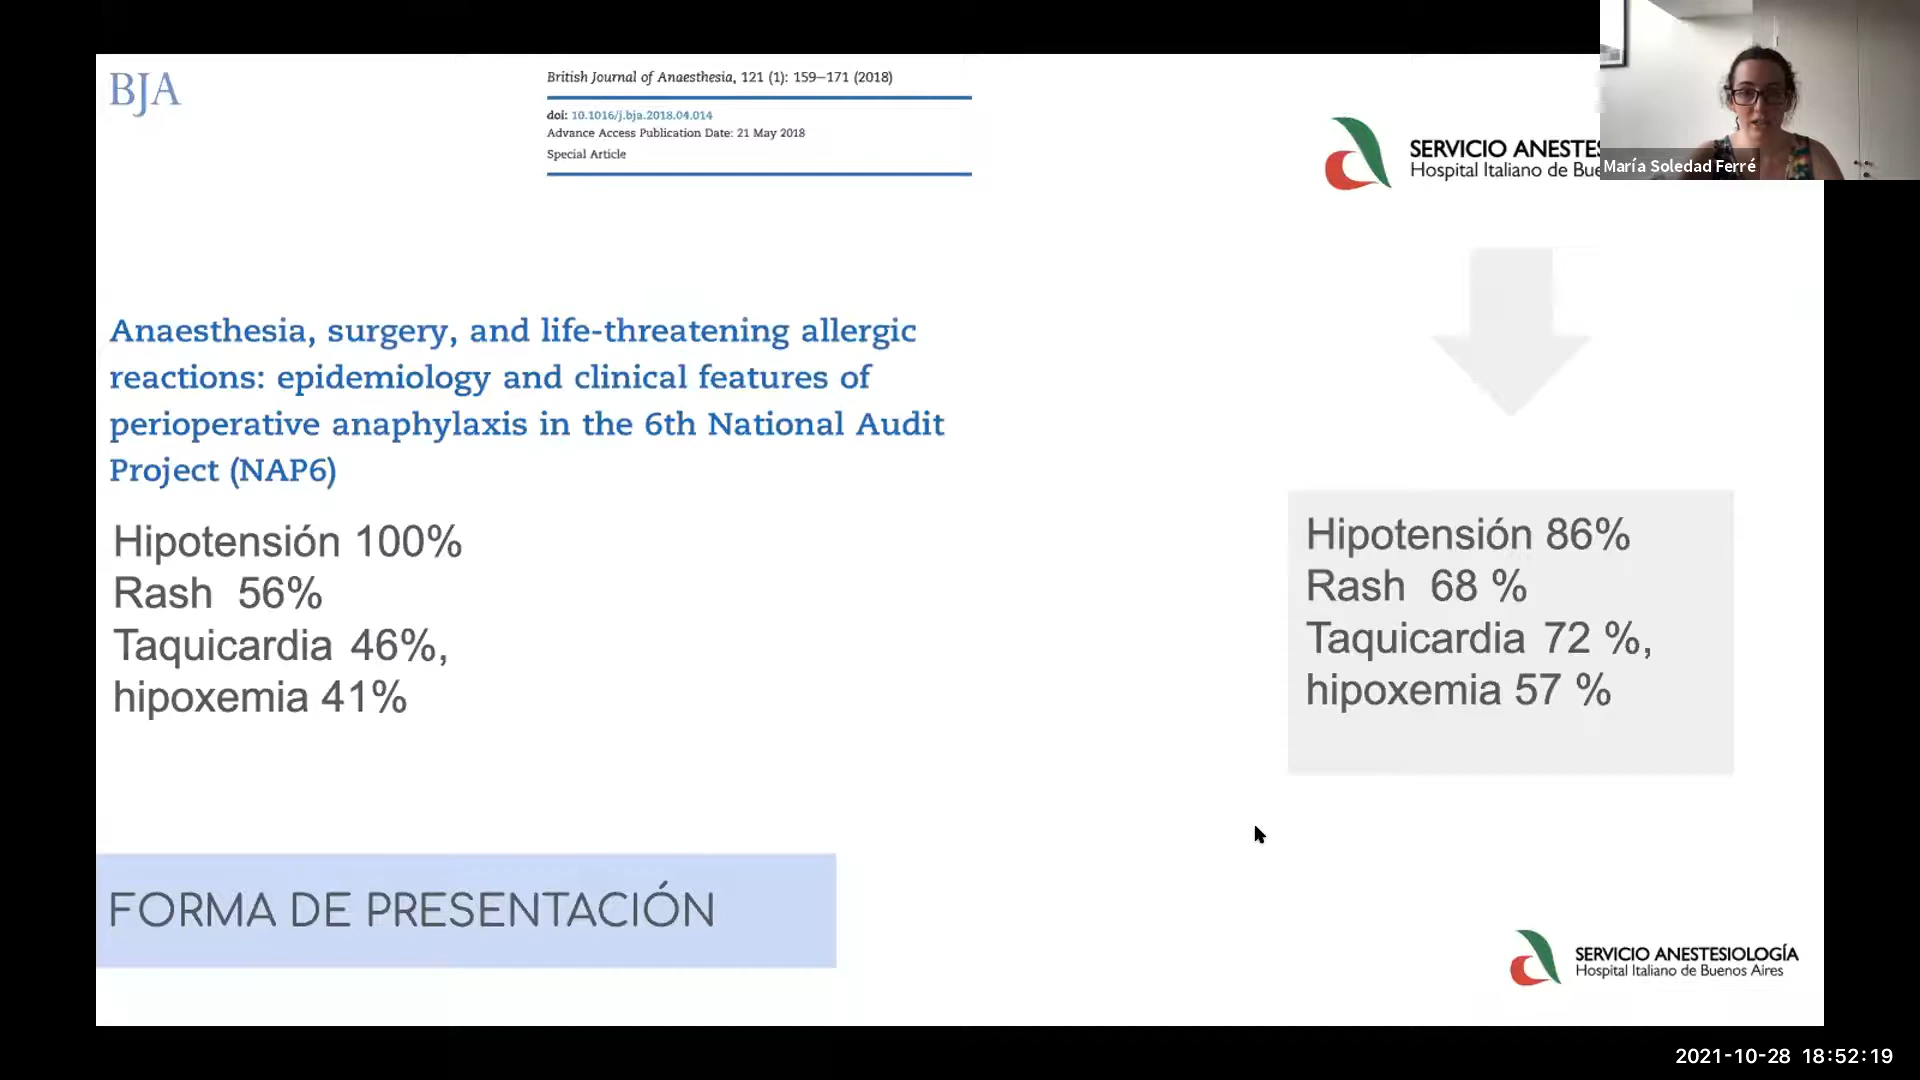 BJA
British Journal of Anaesthesia, 121 (1): 159–171 (2018)
doi: 10.1016/j.bja.2018.04.014
Advance Access Publication Date: 21 May 2018
Special Article
SERVICIO ANESTES
Hospital Italiano de Bue
María Soledad Ferré
Anaesthesia, surgery, and life-threatening allergic
reactions: epidemiology and clinical features of
perioperative anaphylaxis in the 6th National Audit
Project (NAP6)
Hipotensión 100%
Rash 56%
Taquicardia 46%,
hipoxemia 41%
Hipotensión 86%
Rash 68 %
Taquicardia 72 %,
hipoxemia 57 %
FORMA DE PRESENTACIÓN
SERVICIO ANESTESIOLOGÍA
Hospital Italiano de Buenos Aires
2021-10-28 18:52:19